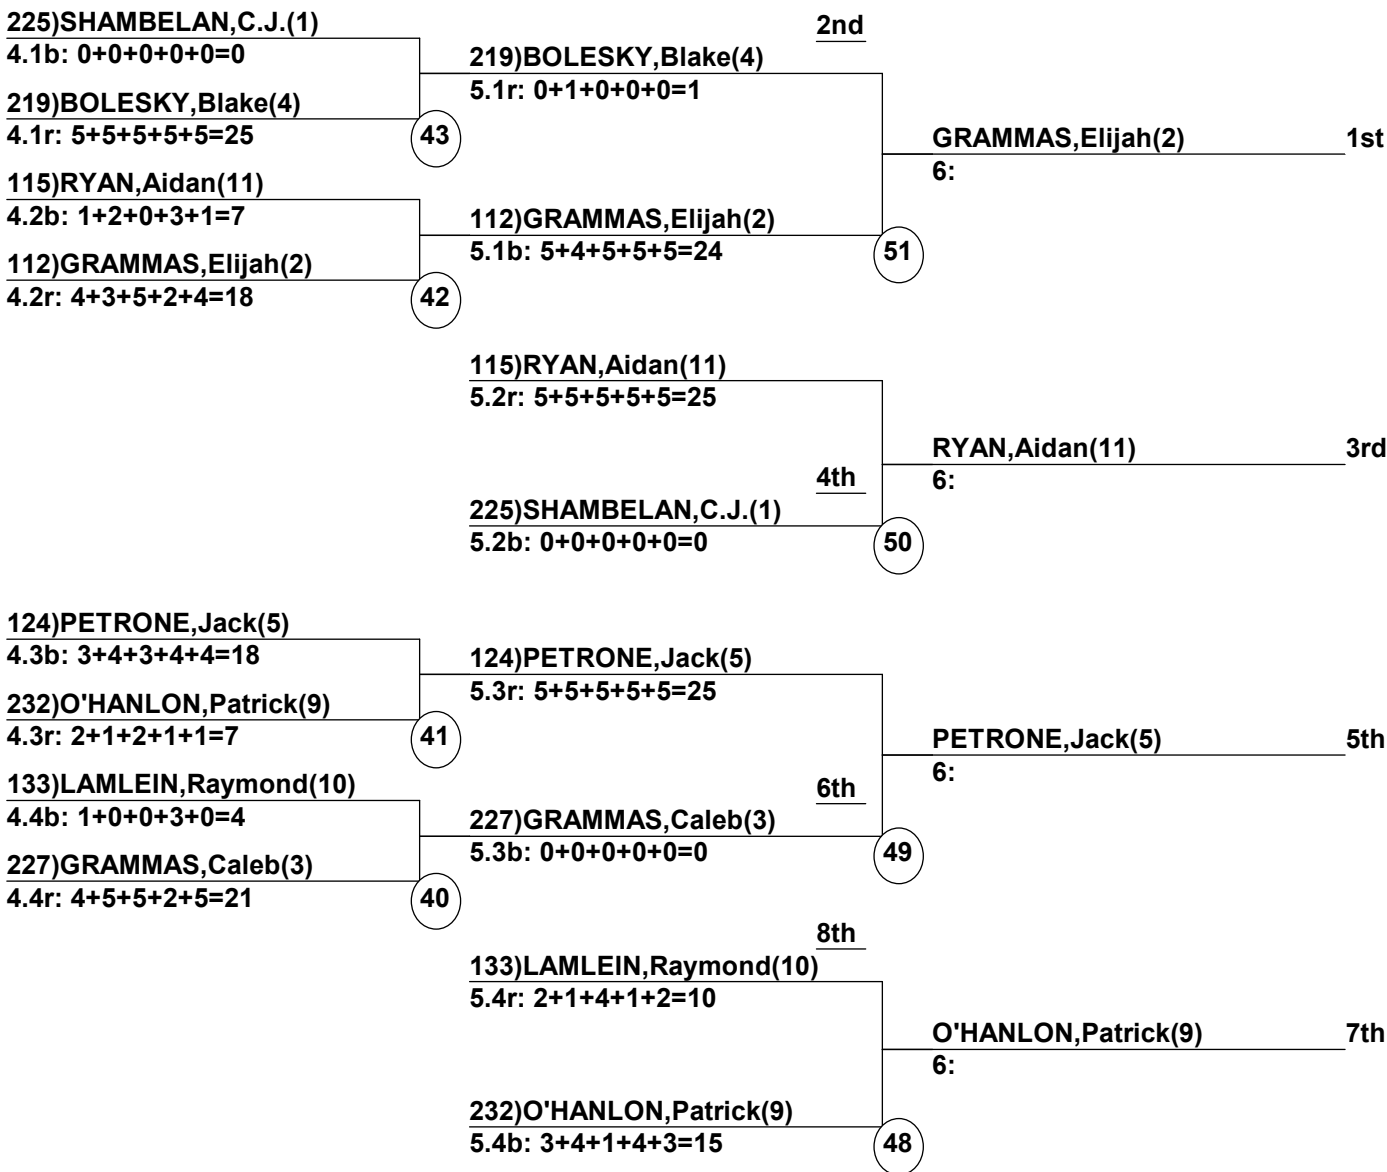 225)SHAMBELAN,C.J.(1)
4.1b: 0+0+0+0+0=0
219)BOLESKY,Blake(4)
4.1r: 5+5+5+5+5=25
43
115)RYAN,Aidan(11)
4.2b: 1+2+0+3+1=7
112)GRAMMAS,Elijah(2)
4.2r: 4+3+5+2+4=18
42
2nd
219)BOLESKY,Blake(4)
5.1r: 0+1+0+0+0=1
112)GRAMMAS,Elijah(2)
5.1b: 5+4+5+5+5=24
51
GRAMMAS,Elijah(2) 1st
6:
115)RYAN,Aidan(11)
5.2r: 5+5+5+5+5=25
4th
225)SHAMBELAN,C.J.(1)
5.2b: 0+0+0+0+0=0
50
RYAN,Aidan(11) 3rd
6:
124)PETRONE,Jack(5)
4.3b: 3+4+3+4+4=18
232)O'HANLON,Patrick(9)
4.3r: 2+1+2+1+1=7
41
133)LAMLEIN,Raymond(10)
4.4b: 1+0+0+3+0=4
227)GRAMMAS,Caleb(3)
4.4r: 4+5+5+2+5=21
40
124)PETRONE,Jack(5)
5.3r: 5+5+5+5+5=25
6th
227)GRAMMAS,Caleb(3)
5.3b: 0+0+0+0+0=0
49
PETRONE,Jack(5) 5th
6:
8th
133)LAMLEIN,Raymond(10)
5.4r: 2+1+4+1+2=10
232)O'HANLON,Patrick(9)
5.4b: 3+4+1+4+3=15
48
O'HANLON,Patrick(9) 7th
6: